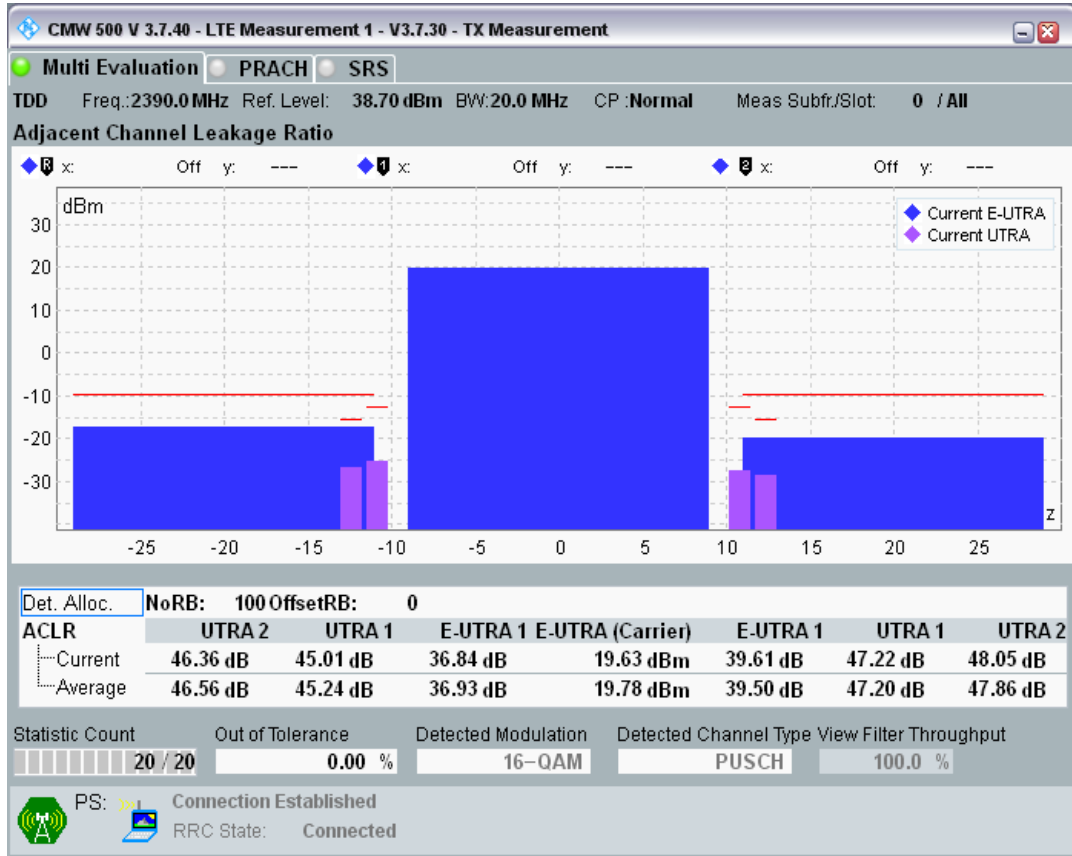 CMW 500 V 3.7.40 - LTE Measurement 1 - V3.7.30 - TX Measurement
Multi Evaluation PRACH SRS
TDD Freq.:2390.0 MHz Ref. Level: 38.70 dBm BW:20.0 MHz CP :Normal Meas Subfr./Slot: 0 / All
Adjacent Channel Leakage Ratio
R x: Off y: --- 1 x: Off y: --- 2 x: Off y: ---
dBm
Current E-UTRA
Current UTRA
30
20
10
0
-10
-20
-30
z
-25 -20 -15 -10 -5 0 5 10 15 20 25
Det. Alloc. NoRB: 100 OffsetRB: 0
ACLR UTRA 2 UTRA 1 E-UTRA 1 E-UTRA (Carrier) E-UTRA 1 UTRA 1 UTRA 2
Current 46.36 dB 45.01 dB 36.84 dB 19.63 dBm 39.61 dB 47.22 dB 48.05 dB
Average 46.56 dB 45.24 dB 36.93 dB 19.78 dBm 39.50 dB 47.20 dB 47.86 dB
Statistic Count Out of Tolerance Detected Modulation Detected Channel Type View Filter Throughput
20 / 20 0.00 % 16-QAM PUSCH 100.0 %
PS: Connection Established
RRC State: Connected